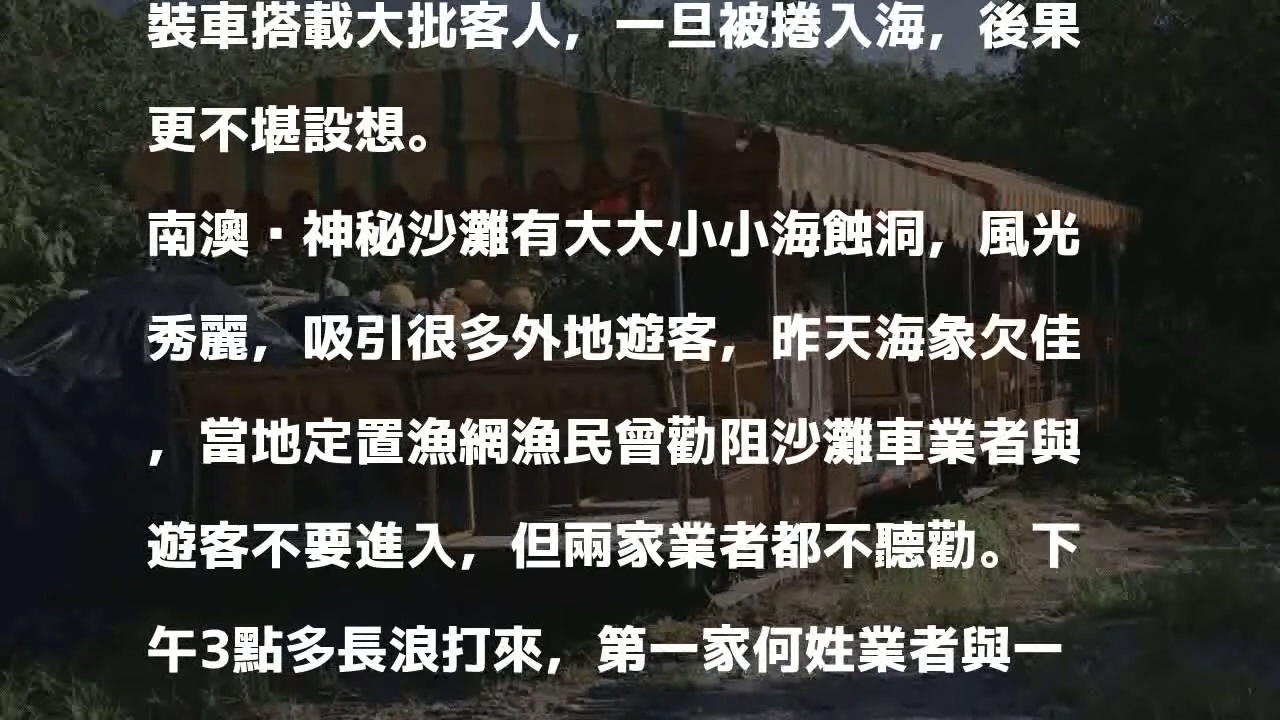 裝車搭載大批客人，一旦被捲入海，後果
更不堪設想。
南澳・神秘沙灘有大大小小海蝕洞，風光
秀麗，吸引很多外地遊客，昨天海象欠佳
，當地定置漁網漁民曾勸阻沙灘車業者與
遊客不要進入，但兩家業者都不聽勸。下
午3點多長浪打來，第一家何姓業者與一